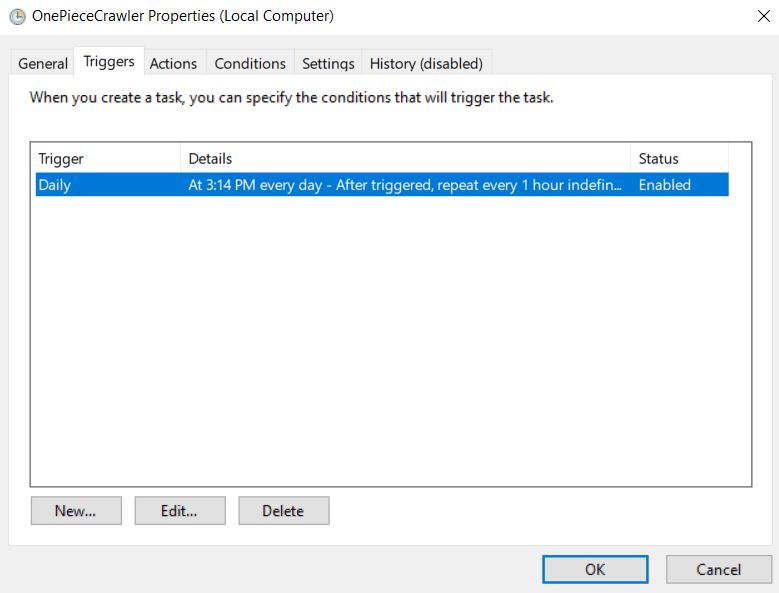 OnePieceCrawler Properties (Local Computer)
General Triggers Actions Conditions Settings History (disabled)
When you create a task, you can specify the conditions that will trigger the task.
Trigger Details Status
Daily At 3:14 PM every day - After triggered, repeat every 1 hour indefin... Enabled
New... Edit... Delete
OK Cancel